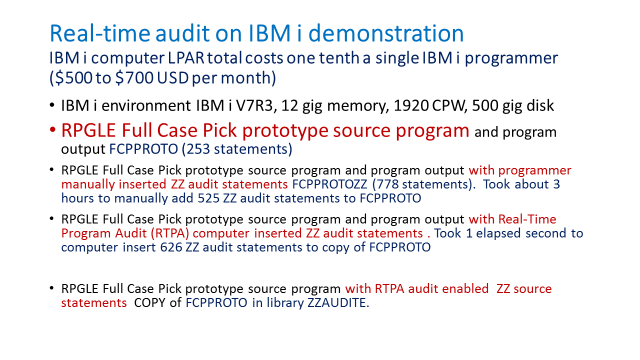 Real-time audit on IBM i demonstration
IBM i computer LPAR total costs one tenth a single IBM i programmer
($500 to $700 USD per month)
• IBM i environment IBM i V7R3, 12 gig memory, 1920 CPW, 500 gig disk
• RPGLE Full Case Pick prototype source program and program
output FCPPROTO (253 statements)
• RPGLE Full Case Pick prototype source program and program output with programmer
manually inserted ZZ audit statements FCPPROTOZZ (778 statements).  Took about 3
hours to manually add 525 ZZ audit statements to FCPPROTO
• RPGLE Full Case Pick prototype source program and program output with Real-Time
Program Audit (RTPA) computer inserted ZZ audit statements . Took 1 elapsed second to
computer insert 626 ZZ audit statements to copy of FCPPROTO
• RPGLE Full Case Pick prototype source program with RTPA audit enabled  ZZ source
statements  COPY of FCPPROTO in library ZZAUDITE.